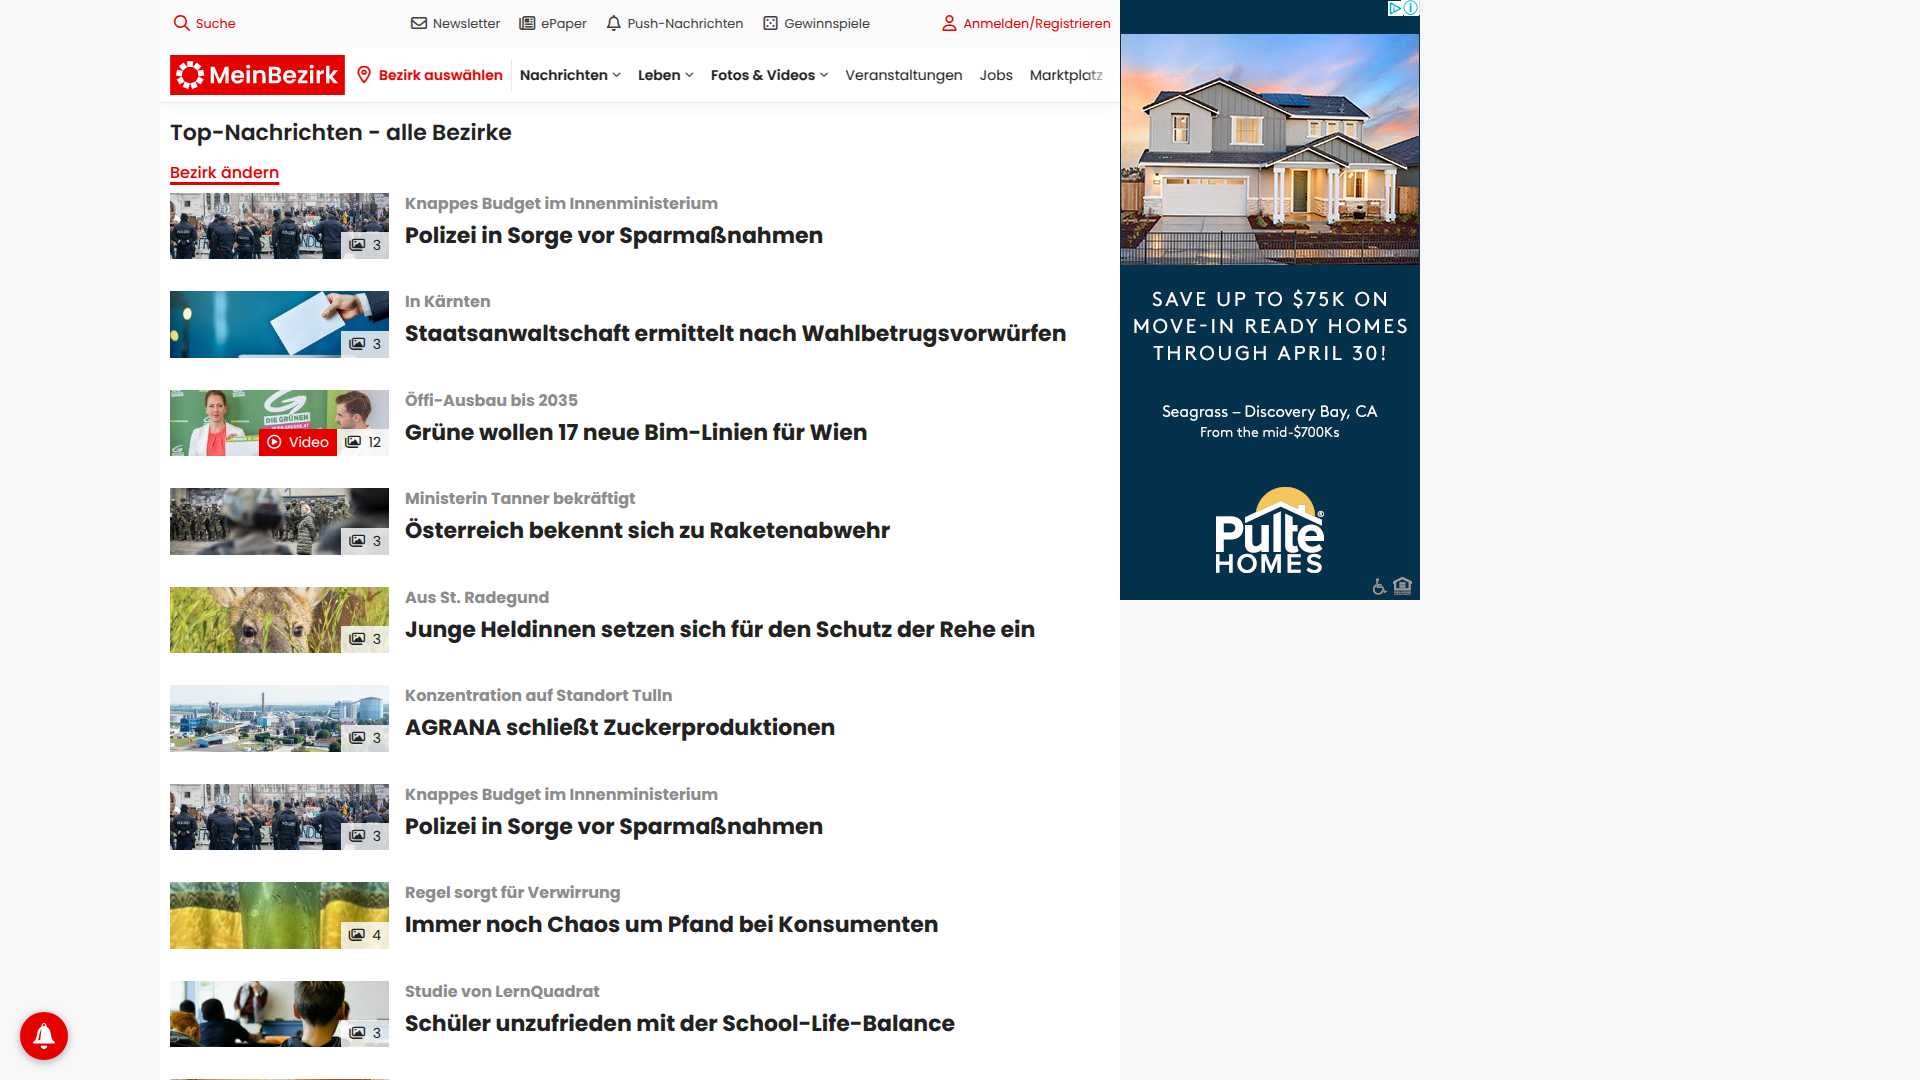 Suche
Newsletter
ePaper
Push-Nachrichten
Gewinnspiele
Anmelden/Registrieren
MeinBezirk
Bezirk auswählen
Nachrichten
Leben
Fotos & Videos
Veranstaltungen
Jobs
Marktplatz
Top-Nachrichten - alle Bezirke
Bezirk ändern
3
Knappes Budget im Innenministerium
Polizei in Sorge vor Sparmaßnahmen
3
In Kärnten
Staatsanwaltschaft ermittelt nach Wahlbetrugsvorwürfen
DIE GRÜNEN
Video
12
Öffi-Ausbau bis 2035
Grüne wollen 17 neue Bim-Linien für Wien
3
Ministerin Tanner bekräftigt
Österreich bekennt sich zu Raketenabwehr
3
Aus St. Radegund
Junge Heldinnen setzen sich für den Schutz der Rehe ein
3
Konzentration auf Standort Tulln
AGRANA schließt Zuckerproduktionen
3
Knappes Budget im Innenministerium
Polizei in Sorge vor Sparmaßnahmen
4
Regel sorgt für Verwirrung
Immer noch Chaos um Pfand bei Konsumenten
3
Studie von LernQuadrat
Schüler unzufrieden mit der School-Life-Balance
SAVE UP TO $75K ON
MOVE-IN READY HOMES
THROUGH APRIL 30!
Seagrass – Discovery Bay, CA
From the mid-$700Ks
Pulte®
HOMES